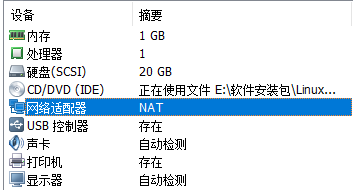 设备 摘要
内存 1 GB
处理器 1
硬盘(SCSI) 20 GB
CD/DVD (IDE) 正在使用文件 E:\软件安装包\Linux...
网络适配器 NAT
USB 控制器 存在
声卡 自动检测
打印机 存在
显示器 自动检测